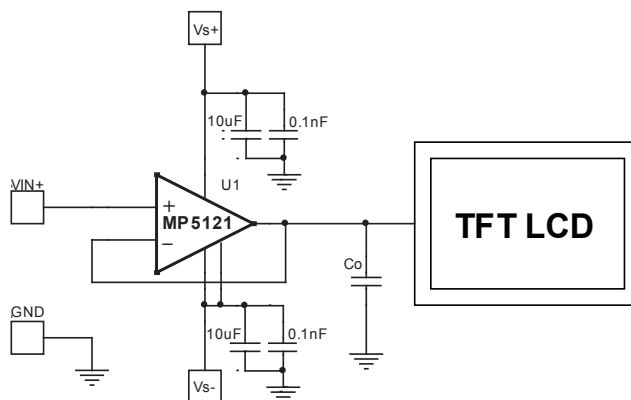 Vs+
10uF
0.1nF
VIN+
U1
+
MP5121
−
TFT LCD
Co
GND
10uF
0.1nF
Vs-